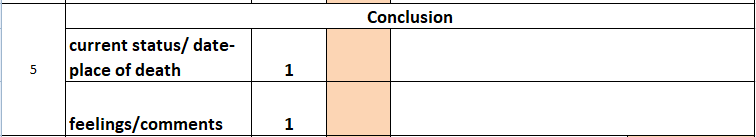 Conclusion
5
current status/ date-
place of death 1
feelings/comments 1